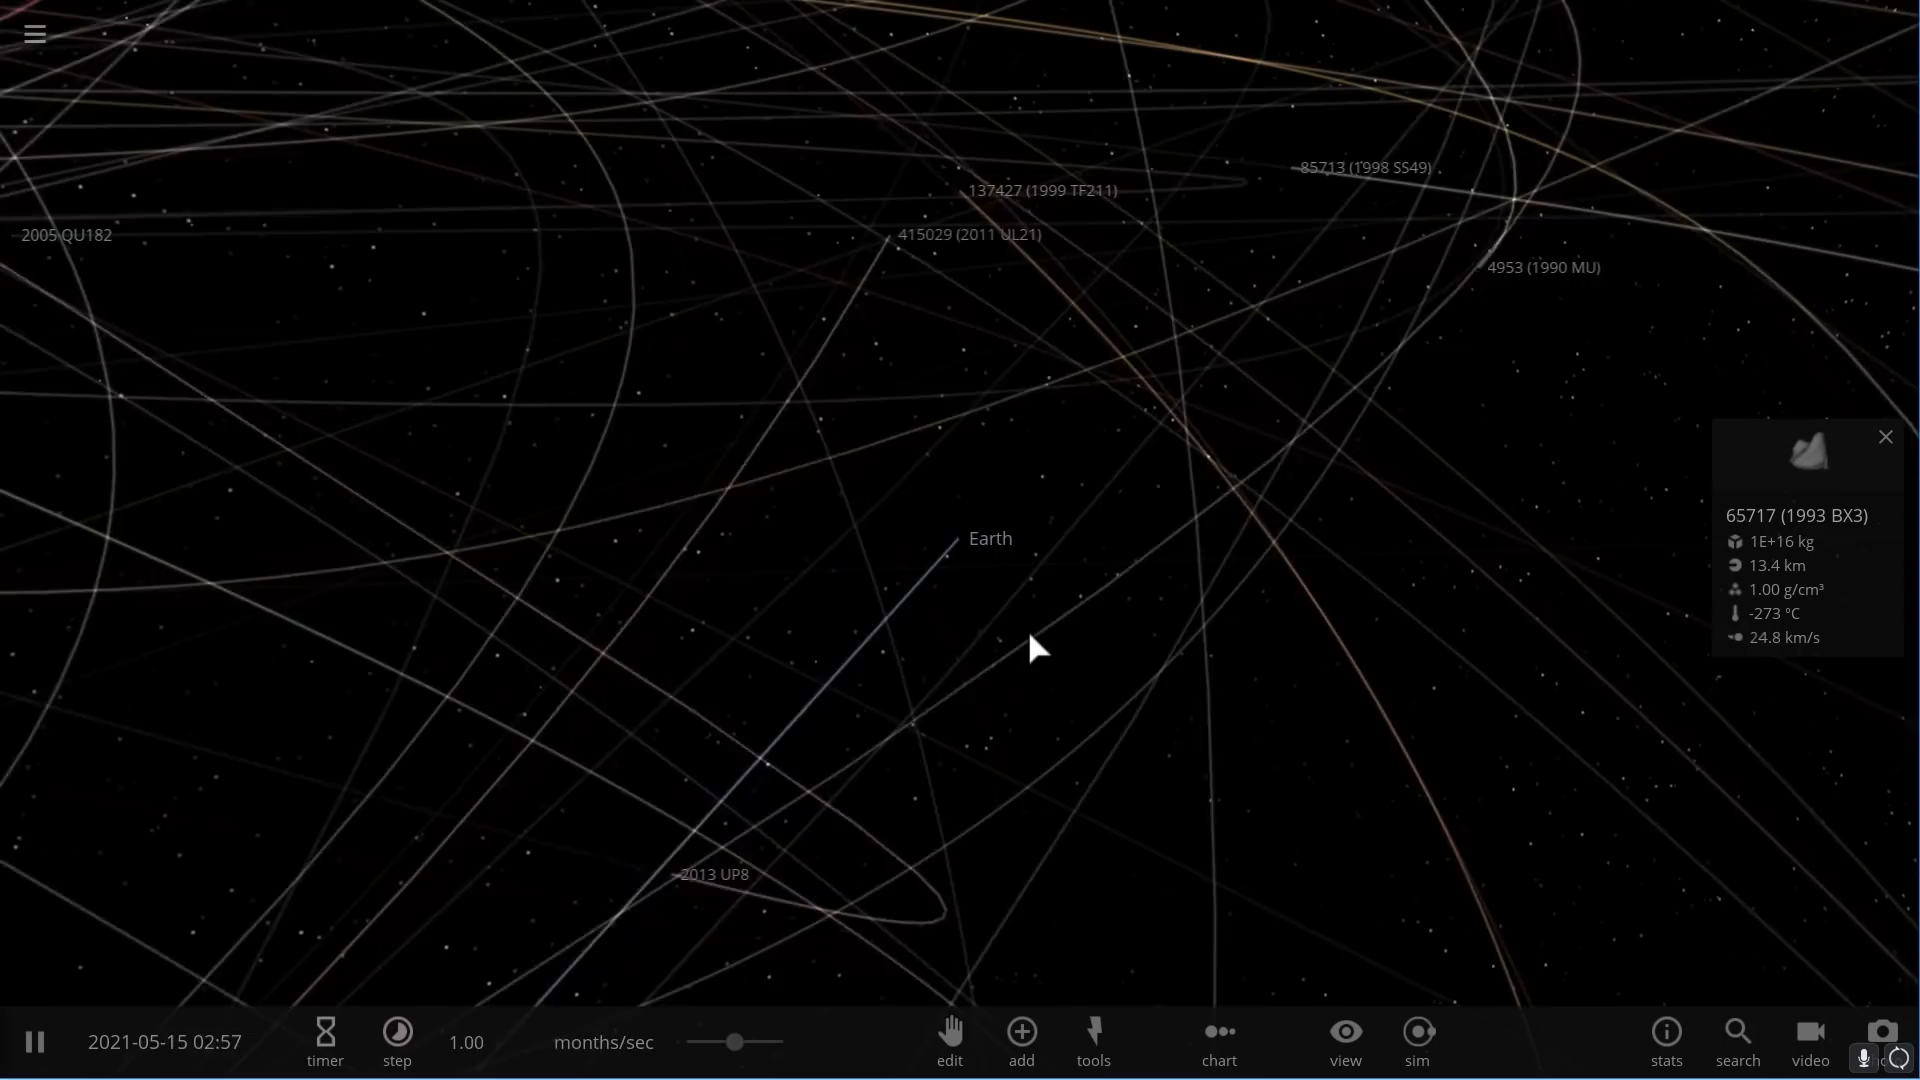 85713 (1998 SS49)
137427 (1999 TF211)
2005 QU182
415029 (2011 UL21)
4953 (1990 MU)
65717 (1993 BX3)
1E+16 kg
13.4 km
1.00 g/cm³
-273 °C
24.8 km/s
Earth
2013 UP8
2021-05-15 02:57
timer
step
1.00
months/sec
edit
add
tools
chart
view
sim
stats
search
video